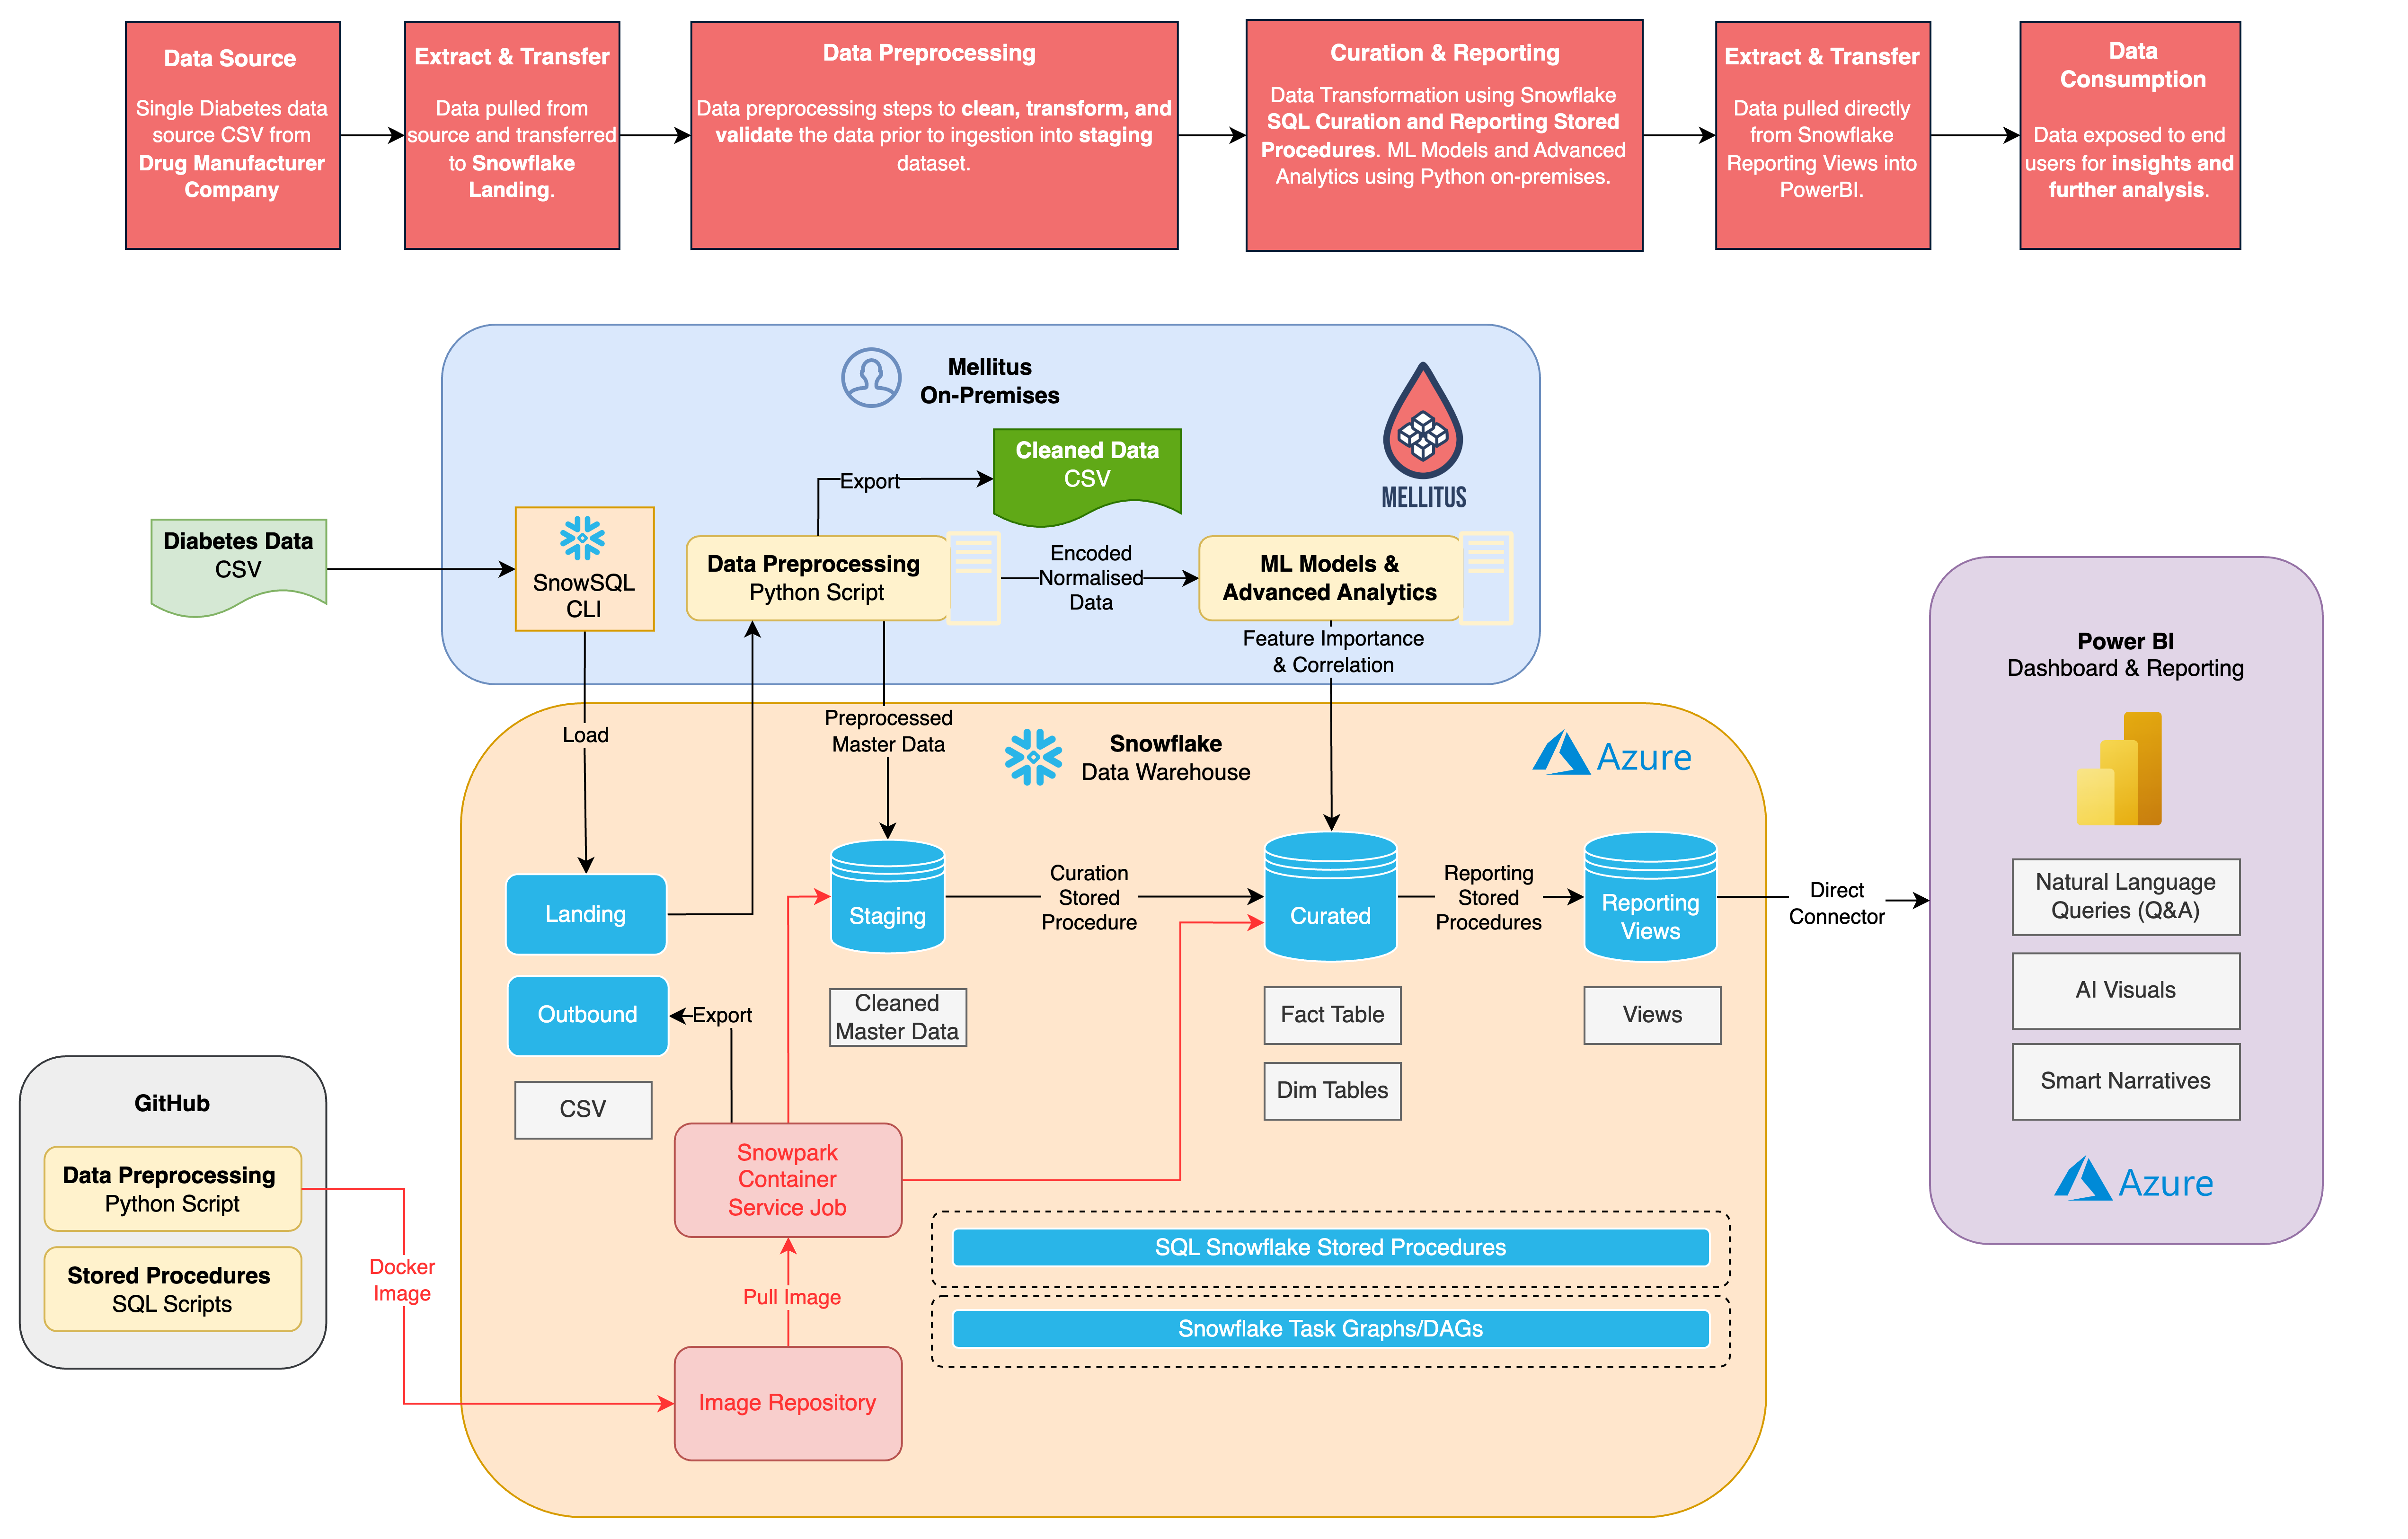 Data Source
Single Diabetes data
source CSV from
Drug Manufacturer
Company
Extract & Transfer
Data pulled from
source and transferred
to Snowflake
Landing.
Data Preprocessing
Data preprocessing steps to clean, transform, and
validate the data prior to ingestion into staging
dataset.
Curation & Reporting
Data Transformation using Snowflake
SQL Curation and Reporting Stored
Procedures. ML Models and Advanced
Analytics using Python on-premises.
Extract & Transfer
Data pulled directly
from Snowflake
Reporting Views into
PowerBI.
Data
Consumption
Data exposed to end
users for insights and
further analysis.
Mellitus
On-Premises
MELLITUS
Cleaned Data
CSV
Export
Diabetes Data
CSV
SnowSQL
CLI
Data Preprocessing
Python Script
Encoded
Normalised
Data
ML Models &
Advanced Analytics
Feature Importance
& Correlation
Load
Preprocessed
Master Data
Snowflake
Data Warehouse
Azure
Landing
Staging
Curation
Stored
Procedure
Curated
Reporting
Stored
Procedures
Reporting
Views
Direct
Connector
Outbound
Export
CSV
Cleaned
Master Data
Fact Table
Dim Tables
Views
Power BI
Dashboard & Reporting
Natural Language
Queries (Q&A)
AI Visuals
Smart Narratives
Azure
GitHub
Data Preprocessing
Python Script
Stored Procedures
SQL Scripts
Docker
Image
Snowpark
Container
Service Job
Pull Image
Image Repository
SQL Snowflake Stored Procedures
Snowflake Task Graphs/DAGs